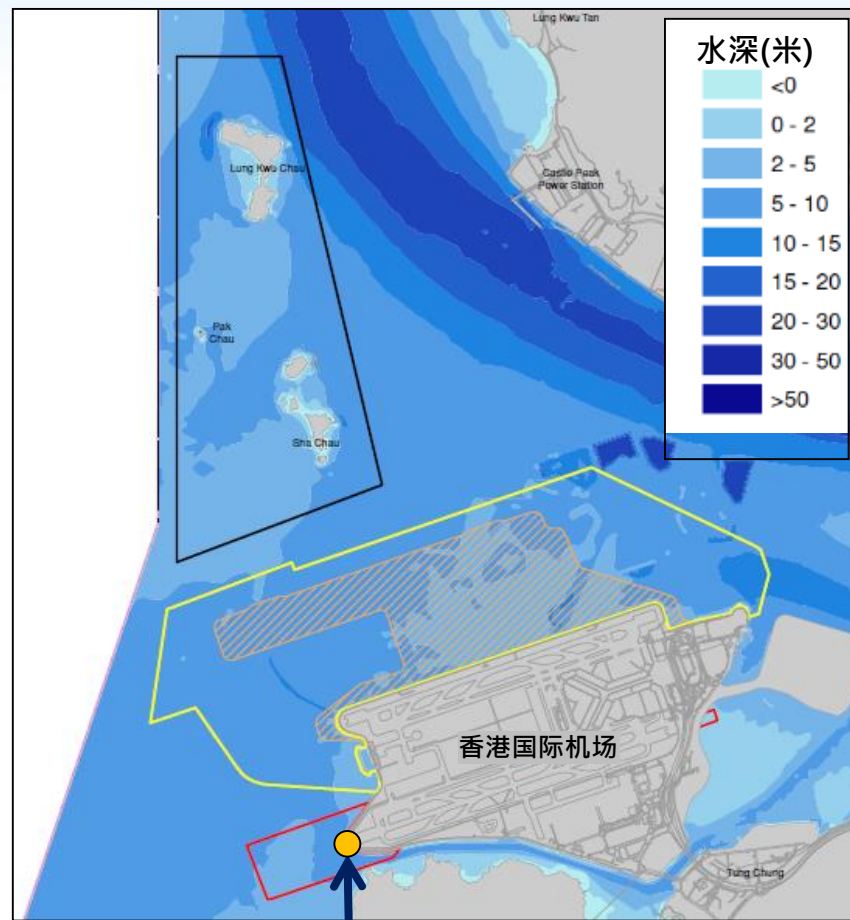 Lung Kwu Tan
水深(米)
<0
0 - 2
2 - 5
5 - 10
10 - 15
15 - 20
20 - 30
30 - 50
>50
Lung Kwu Chau
Castle Peak
Power Station
Pak
Chau
Sha Chau
香港国际机场
Tung Chung